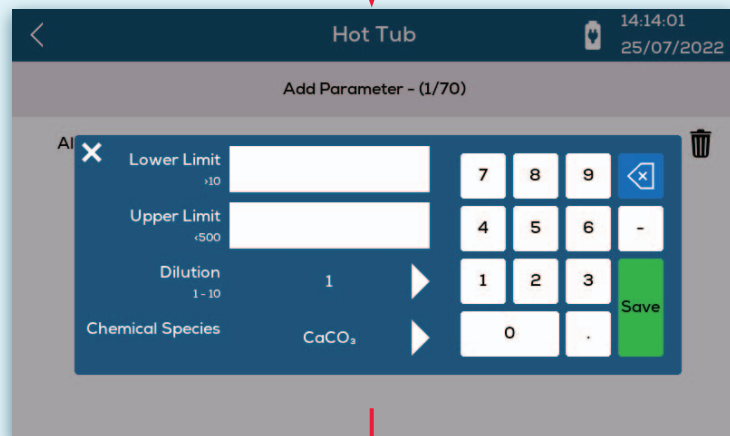 Hot Tub
14:14:01
25/07/2022
Add Parameter - (1/70)
Al
Lower Limit
›10
Upper Limit
‹500
Dilution
1 - 10
1
Chemical Species
CaCO₃
7 8 9
4 5 6 -
1 2 3
Save
0 .